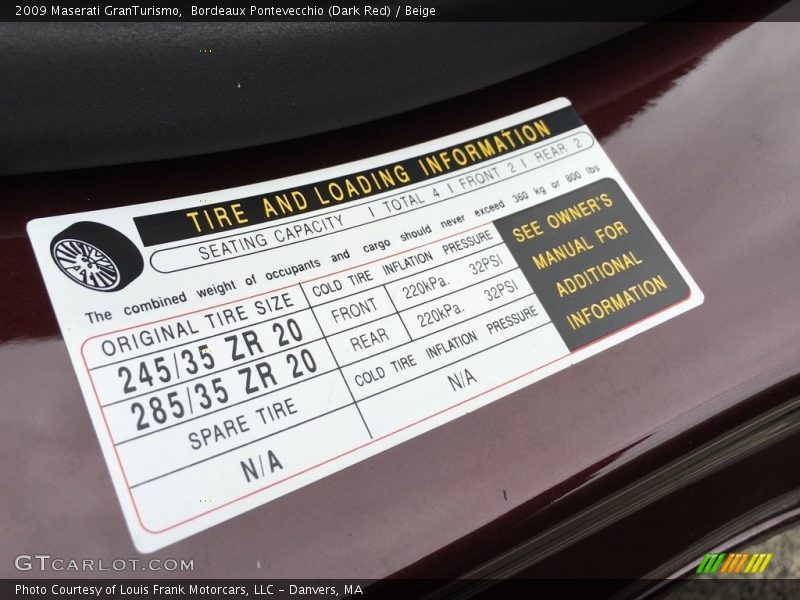 2009 Maserati GranTurismo, Bordeaux Pontevecchio (Dark Red) / Beige
TIRE AND LOADING INFORMATION
SEATING CAPACITY | TOTAL 4 | FRONT 2 | REAR 2
The combined weight of occupants and cargo should never exceed 360 kg or 800 lbs
ORIGINAL TIRE SIZE
COLD TIRE INFLATION PRESSURE
245/35 ZR 20
FRONT
220kPa. 32PSI
285/35 ZR 20
REAR
220kPa. 32PSI
SPARE TIRE
COLD TIRE INFLATION PRESSURE
N/A
N/A
SEE OWNER'S
MANUAL FOR
ADDITIONAL
INFORMATION
GTCARLOT.COM
Photo Courtesy of Louis Frank Motorcars, LLC – Danvers, MA